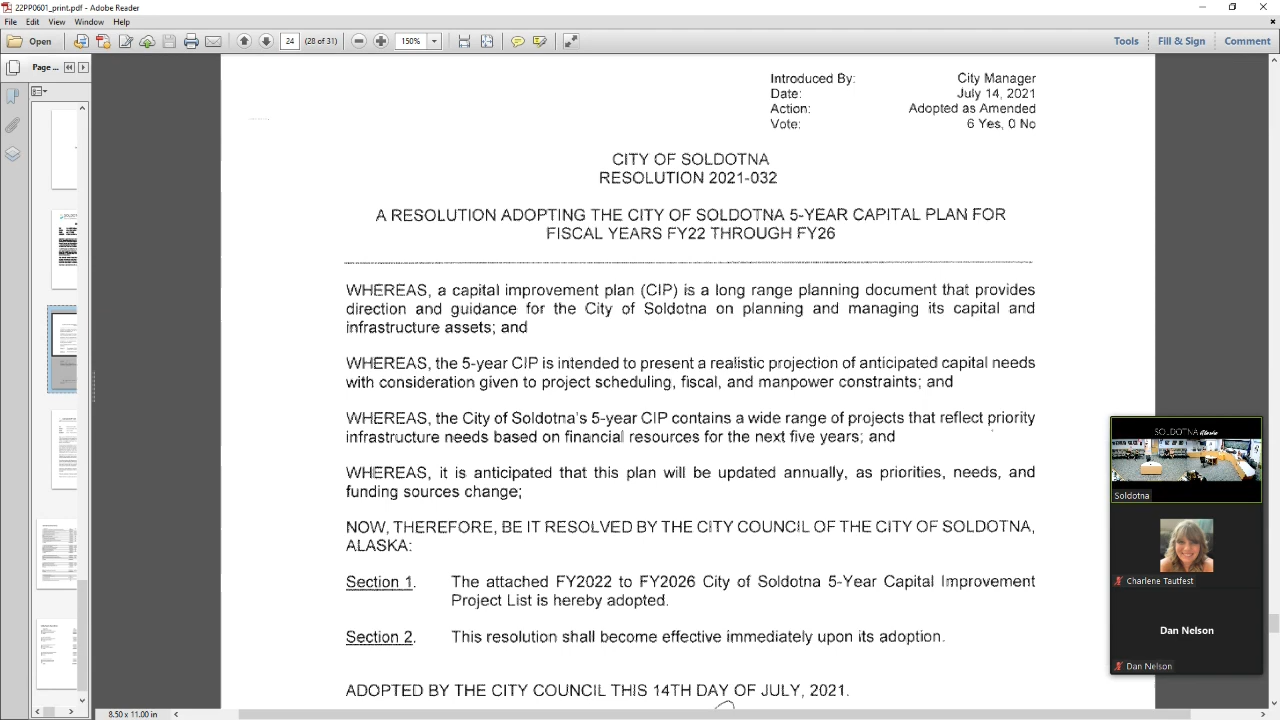 22PP0601_print.pdf - Adobe Reader
File Edit View Window Help
Open 24 (28 of 31) 150% Tools Fill & Sign Comment
Page ...
Introduced By: City Manager
Date: July 14, 2021
Action: Adopted as Amended
Vote: 6 Yes, 0 No
CITY OF SOLDOTNA
RESOLUTION 2021-032
A RESOLUTION ADOPTING THE CITY OF SOLDOTNA 5-YEAR CAPITAL PLAN FOR
FISCAL YEARS FY22 THROUGH FY26
WHEREAS, a capital improvement plan (CIP) is a long range planning document that provides
direction and guidance for the City of Soldotna on planning and managing its capital and
infrastructure assets; and
WHEREAS, the 5-year CIP is intended to present a realistic projection of anticipated capital needs
with consideration given to project scheduling, fiscal, and manpower constraints; and
WHEREAS, the City of Soldotna's 5-year CIP contains a wide range of projects that reflect priority
infrastructure needs based on financial resources for the next five years; and
WHEREAS, it is anticipated that this plan will be updated annually, as priorities, needs, and
funding sources change;
NOW, THEREFORE, BE IT RESOLVED BY THE CITY COUNCIL OF THE CITY OF SOLDOTNA,
ALASKA:
Section 1. The attached FY2022 to FY2026 City of Soldotna 5-Year Capital Improvement
Project List is hereby adopted.
Section 2. This resolution shall become effective immediately upon its adoption.
ADOPTED BY THE CITY COUNCIL THIS 14TH DAY OF JULY, 2021.
SOLDOTNA Alaska
Soldotna
Charlene Tautfest
Dan Nelson
Dan Nelson
8.50 x 11.00 in